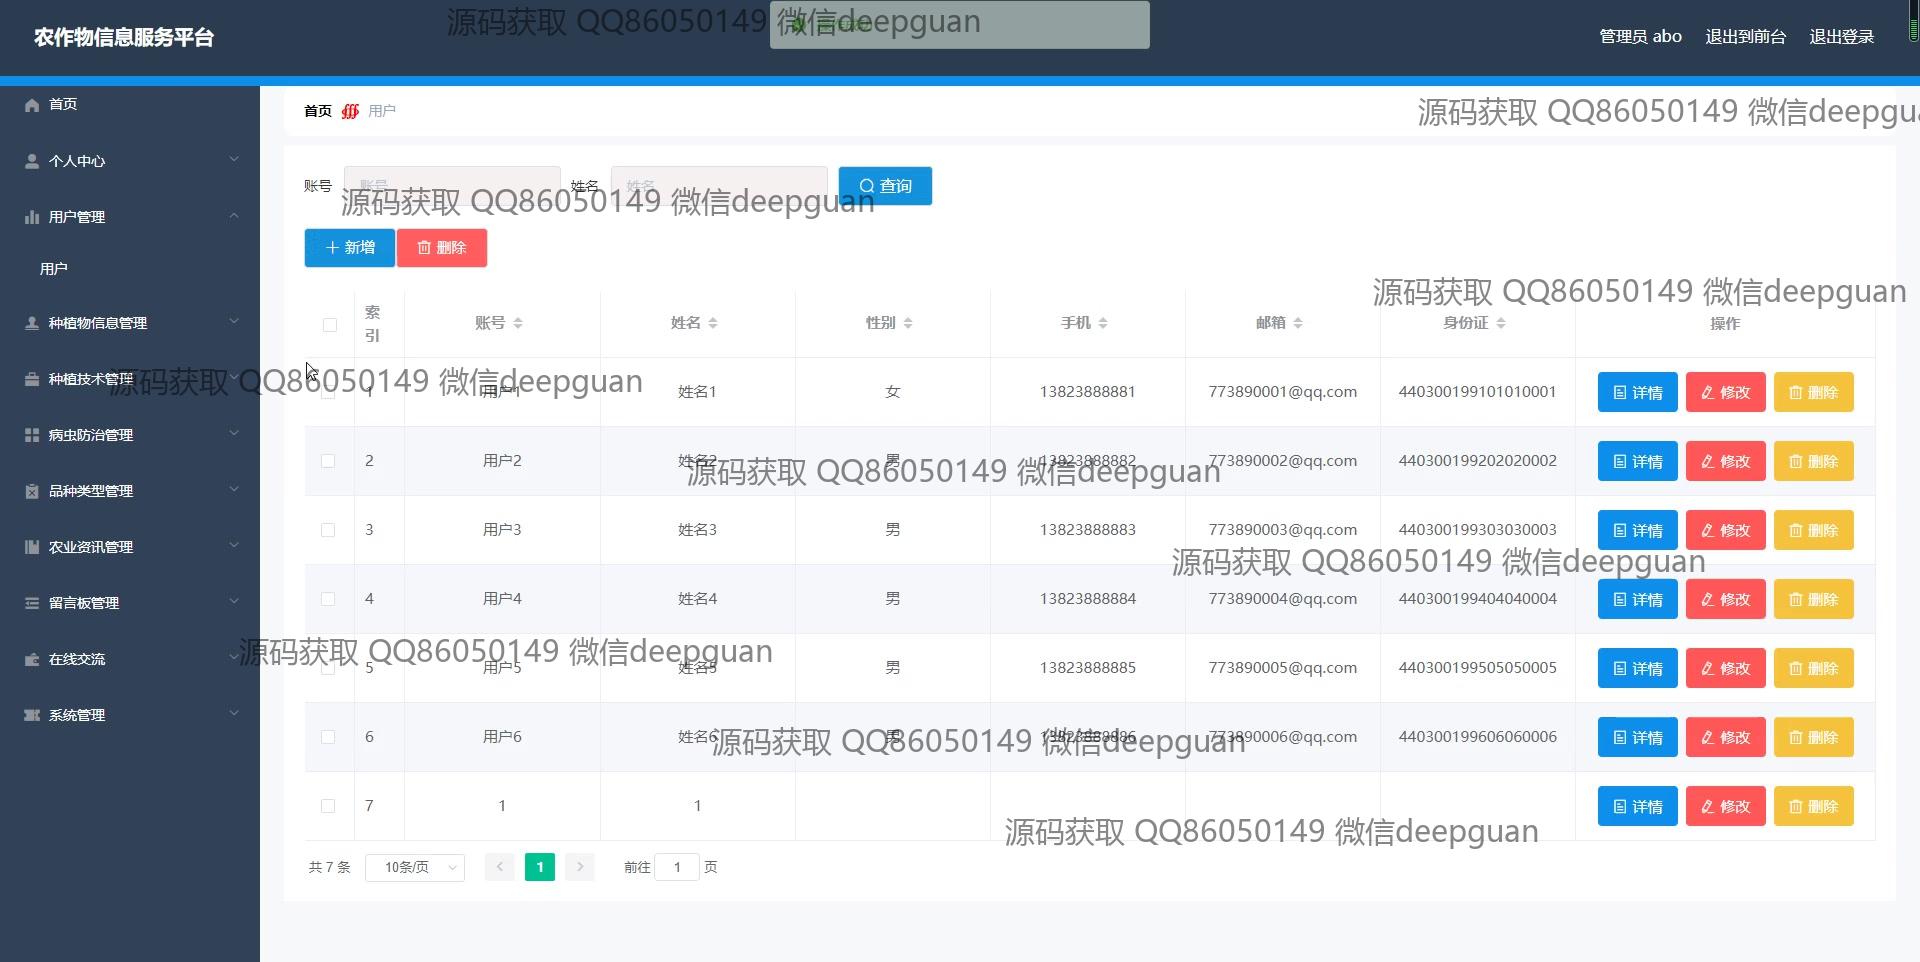 农作物信息服务平台
源码获取 QQ86050149 微信deepguan
管理员 abo 退出到前台 退出登录
首页
个人中心
用户管理
用户
种植物信息管理
种植技术管理
病虫防治管理
品种类型管理
农业资讯管理
留言板管理
在线交流
系统管理
首页 用户
源码获取 QQ86050149 微信deepgua
账号 账号 姓名 姓名 查询
源码获取 QQ86050149 微信deepguan
新增 删除
源码获取 QQ86050149 微信deepguan
索引 账号 姓名 性别 手机 邮箱 身份证 操作
源码获取 QQ86050149 微信deepguan
1 用户1 姓名1 女 13823888881 773890001@qq.com 440300199101010001 详情 修改 删除
2 用户2 姓名2 男 13823888882 773890002@qq.com 440300199202020002 详情 修改 删除
源码获取 QQ86050149 微信deepguan
3 用户3 姓名3 男 13823888883 773890003@qq.com 440300199303030003 详情 修改 删除
源码获取 QQ86050149 微信deepguan
4 用户4 姓名4 男 13823888884 773890004@qq.com 440300199404040004 详情 修改 删除
源码获取 QQ86050149 微信deepguan
5 用户5 姓名5 男 13823888885 773890005@qq.com 440300199505050005 详情 修改 删除
6 用户6 姓名6 男 13823888886 773890006@qq.com 440300199606060006 详情 修改 删除
源码获取 QQ86050149 微信deepguan
7 1 1 详情 修改 删除
源码获取 QQ86050149 微信deepguan
共 7 条 10条/页 1 前往 1 页